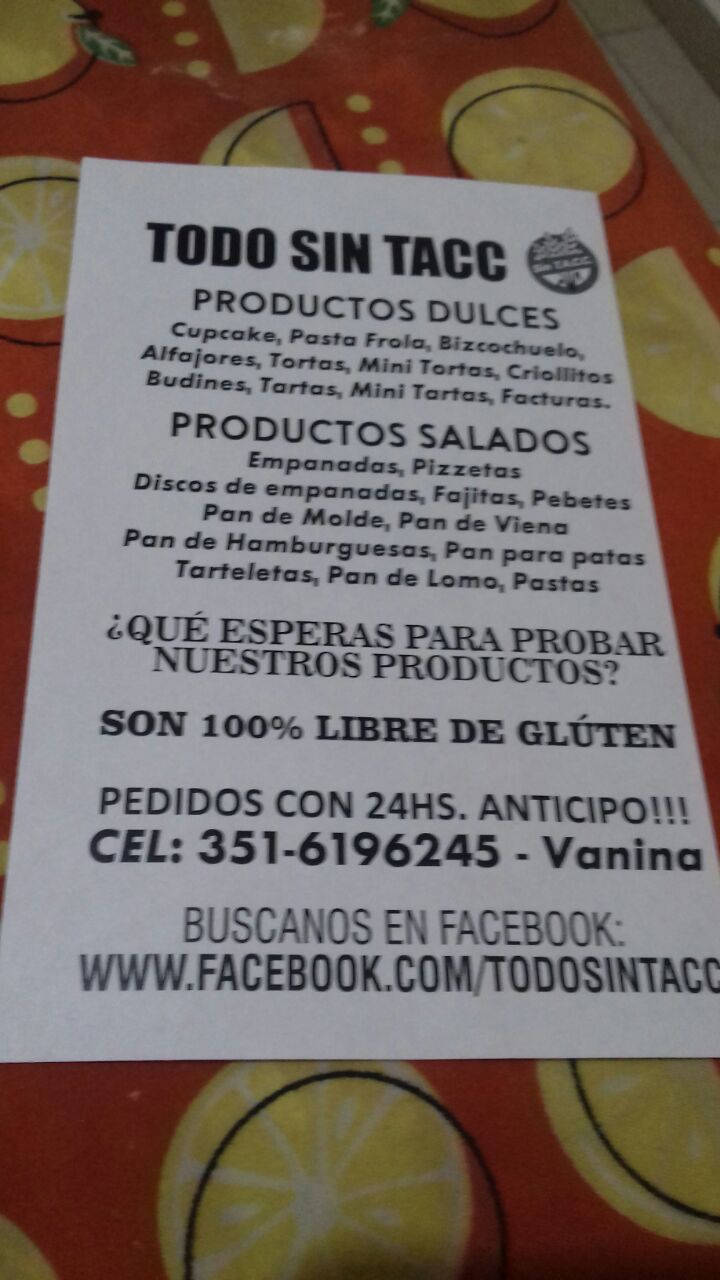 TODO SIN TACC
Sin TACC
PRODUCTOS DULCES
Cupcake, Pasta Frola, Bizcochuelo,
Alfajores, Tortas, Mini Tortas, Criollitos
Budines, Tartas, Mini Tartas, Facturas.
PRODUCTOS SALADOS
Empanadas, Pizzetas
Discos de empanadas, Fajitas, Pebetes
Pan de Molde, Pan de Viena
Pan de Hamburguesas, Pan para patas
Tarteletas, Pan de Lomo, Pastas
¿QUÉ ESPERAS PARA PROBAR
NUESTROS PRODUCTOS?
SON 100% LIBRE DE GLÚTEN
PEDIDOS CON 24HS. ANTICIPO!!!
CEL: 351-6196245 - Vanina
BUSCANOS EN FACEBOOK:
WWW.FACEBOOK.COM/TODOSINTACC